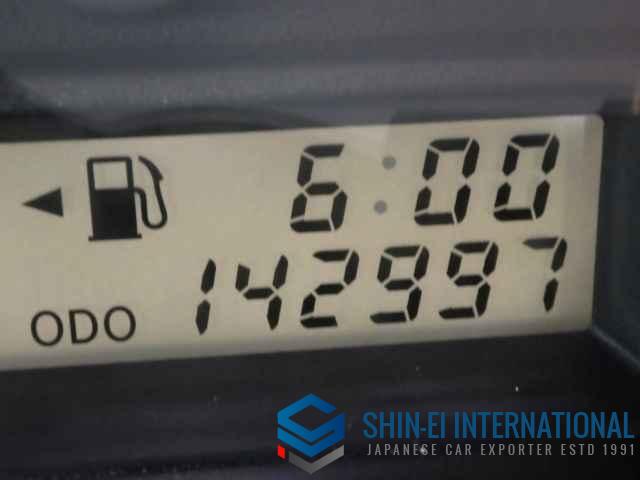 6:00
ODO 142997
SHIN-EI INTERNATIONAL
JAPANESE CAR EXPORTER ESTD 1991